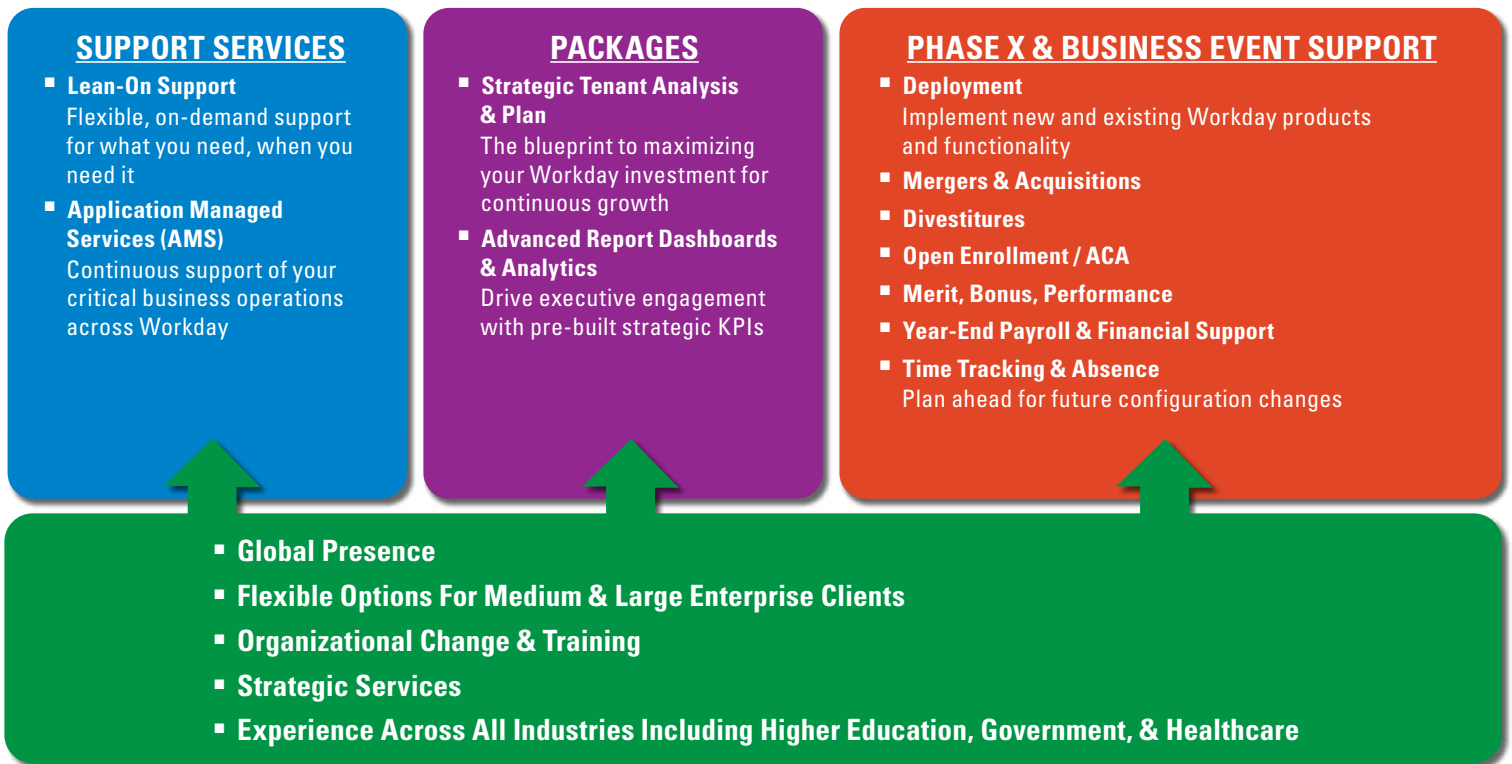 SUPPORT SERVICES
▪ Lean-On Support
Flexible, on-demand support
for what you need, when you
need it
▪ Application Managed
Services (AMS)
Continuous support of your
critical business operations
across Workday
PACKAGES
▪ Strategic Tenant Analysis
& Plan
The blueprint to maximizing
your Workday investment for
continuous growth
▪ Advanced Report Dashboards
& Analytics
Drive executive engagement
with pre-built strategic KPIs
PHASE X & BUSINESS EVENT SUPPORT
▪ Deployment
Implement new and existing Workday products
and functionality
▪ Mergers & Acquisitions
▪ Divestitures
▪ Open Enrollment / ACA
▪ Merit, Bonus, Performance
▪ Year-End Payroll & Financial Support
▪ Time Tracking & Absence
Plan ahead for future configuration changes
▪ Global Presence
▪ Flexible Options For Medium & Large Enterprise Clients
▪ Organizational Change & Training
▪ Strategic Services
▪ Experience Across All Industries Including Higher Education, Government, & Healthcare